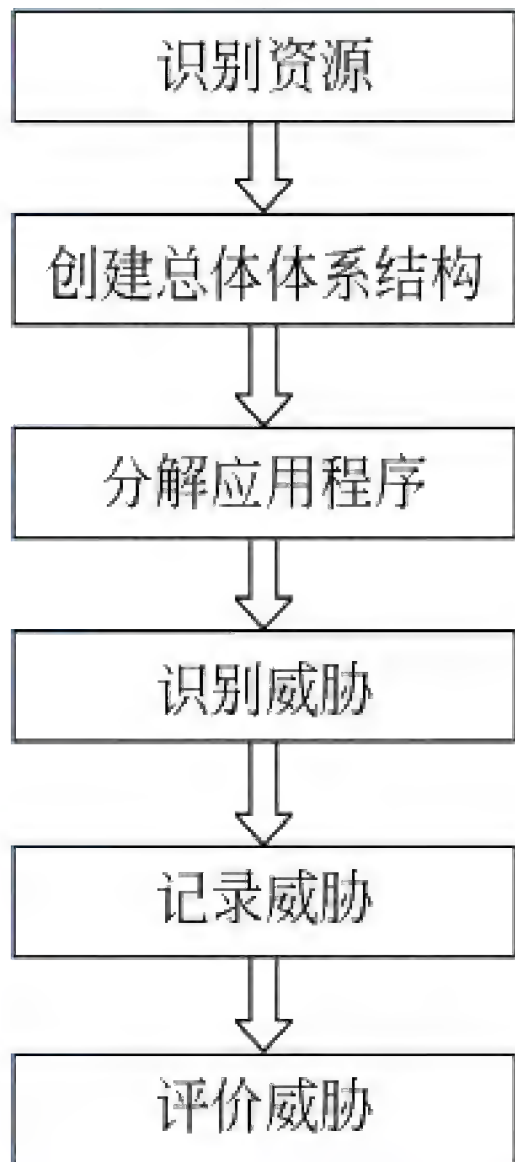 识别资源
创建总体体系结构
分解应用程序
识别威胁
记录威胁
评价威胁